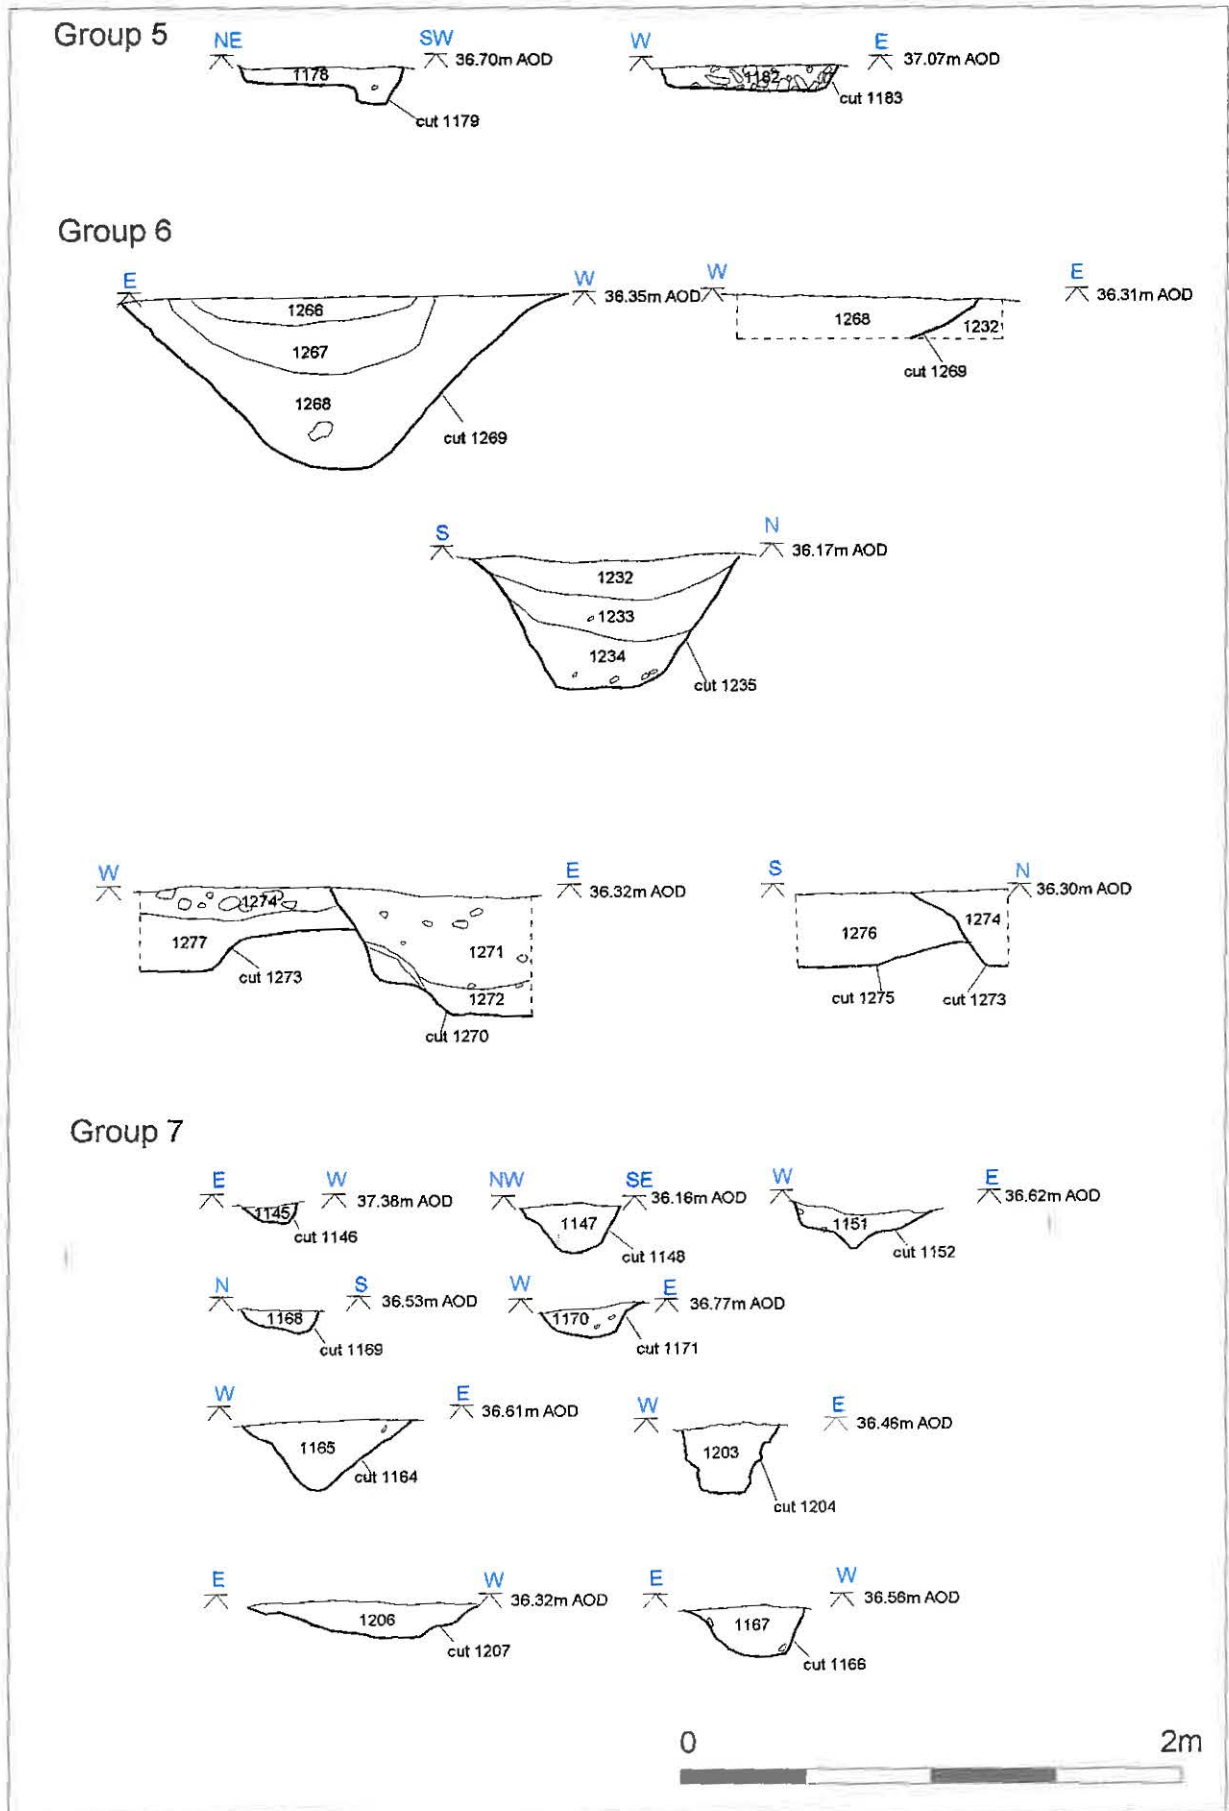 Group 5
NE SW 36.70m AOD
1178
cut 1179
W E 37.07m AOD
1182
cut 1183
Group 6
E W 36.35m AOD
1266
1267
1268
cut 1269
W E 36.31m AOD
1268 1232
cut 1269
S N 36.17m AOD
1232
1233
1234
cut 1235
W E 36.32m AOD
1274
1277 1271
cut 1273
1272
cut 1270
S N 36.30m AOD
1276 1274
cut 1275 cut 1273
Group 7
E W 37.38m AOD
1145
cut 1146
NW SE 36.16m AOD
1147
cut 1148
W E 36.62m AOD
1151
cut 1152
N S 36.53m AOD
1168
cut 1169
W E 36.77m AOD
1170
cut 1171
W E 36.61m AOD
1165
cut 1164
W E 36.46m AOD
1203
cut 1204
E W 36.32m AOD
1206
cut 1207
E W 36.56m AOD
1167
cut 1166
0 2m